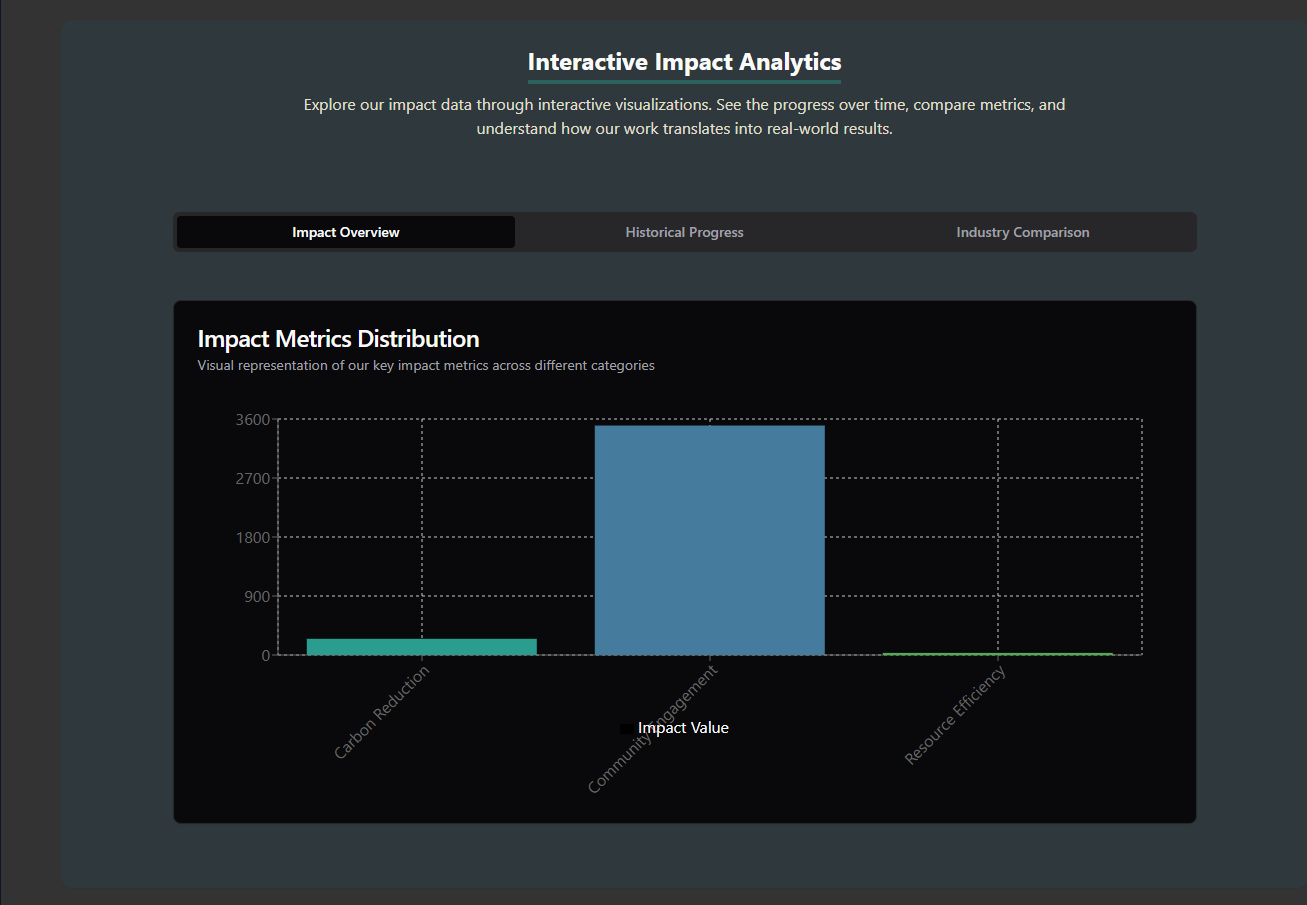 Interactive Impact Analytics
Explore our impact data through interactive visualizations. See the progress over time, compare metrics, and
understand how our work translates into real-world results.
Impact Overview
Historical Progress
Industry Comparison
Impact Metrics Distribution
Visual representation of our key impact metrics across different categories
3600
2700
1800
900
0
Carbon Reduction
Community Engagement
Resource Efficiency
Impact Value